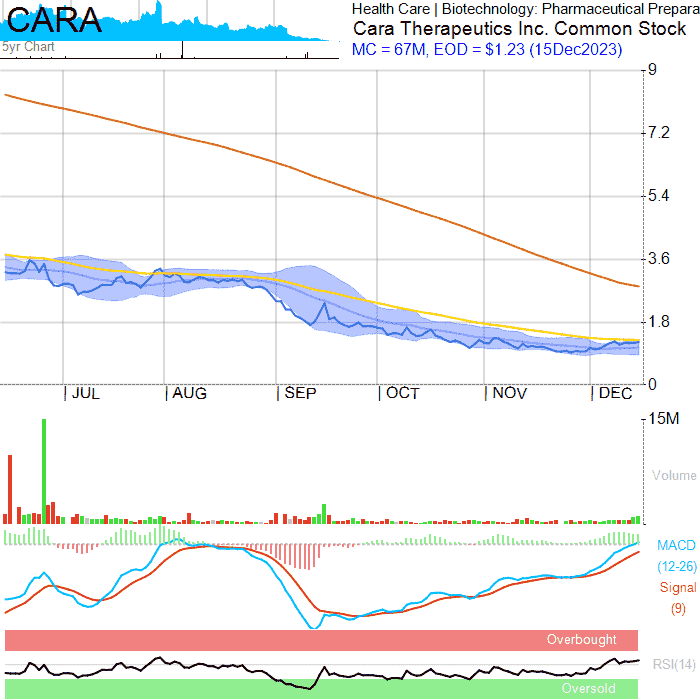 CARA
Health Care | Biotechnology: Pharmaceutical Prepara
Cara Therapeutics Inc. Common Stock
5yr Chart
MC = 67M, EOD = $1.23 (15Dec2023)
9
7.2
5.4
3.6
1.8
0
| JUL | AUG | SEP | OCT | NOV | DEC
15M
Volume
MACD
(12-26)
Signal
(9)
Overbought
RSI(14)
Oversold